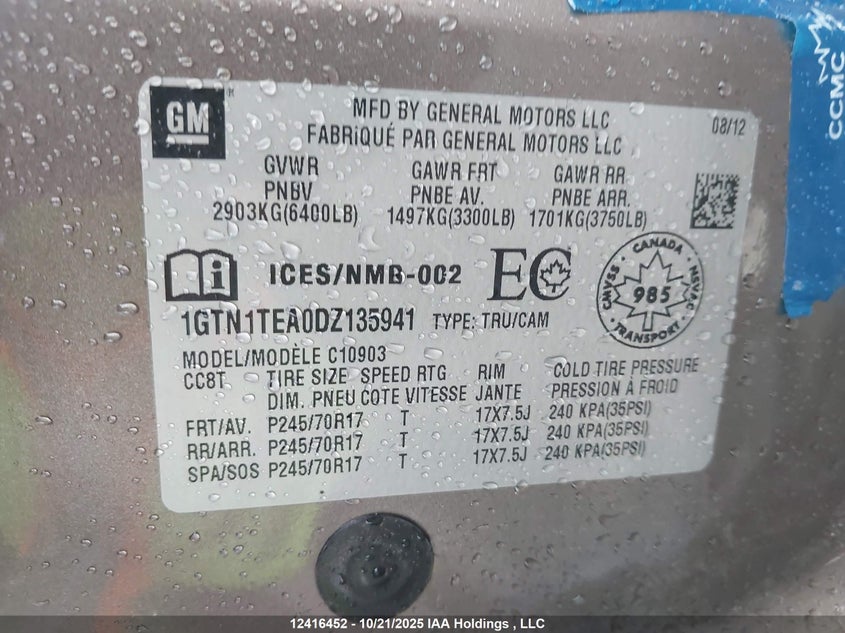 GM
MFD BY GENERAL MOTORS LLC
FABRIQUÉ PAR GENERAL MOTORS LLC
08/12
GVWR GAWR FRT GAWR RR
PNBV PNBE AV. PNBE ARR.
2903KG(6400LB) 1497KG(3300LB) 1701KG(3750LB)
ICES/NMB-002 EC
CANADA NSVAC TRANSPORT SVNAC 985
1GTN1TEA0DZ135941 TYPE: TRU/CAM
MODEL/MODÈLE C10903
CC8T TIRE SIZE SPEED RTG RIM COLD TIRE PRESSURE
DIM. PNEU COTE VITESSE JANTE PRESSION À FROID
FRT/AV. P245/70R17 T 17X7.5J 240 KPA(35PSI)
RR/ARR. P245/70R17 T 17X7.5J 240 KPA(35PSI)
SPA/SOS P245/70R17 T 17X7.5J 240 KPA(35PSI)
CCMC
12416452 - 10/21/2025 IAA Holdings , LLC